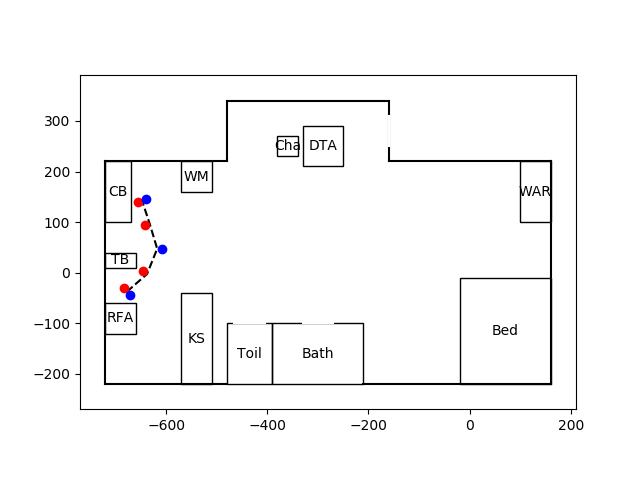 300
200
100
0
−100
−200
−600
−400
−200
0
200
Cha
DTA
WM
CB
WAR
TB
RFA
KS
Toil
Bath
Bed